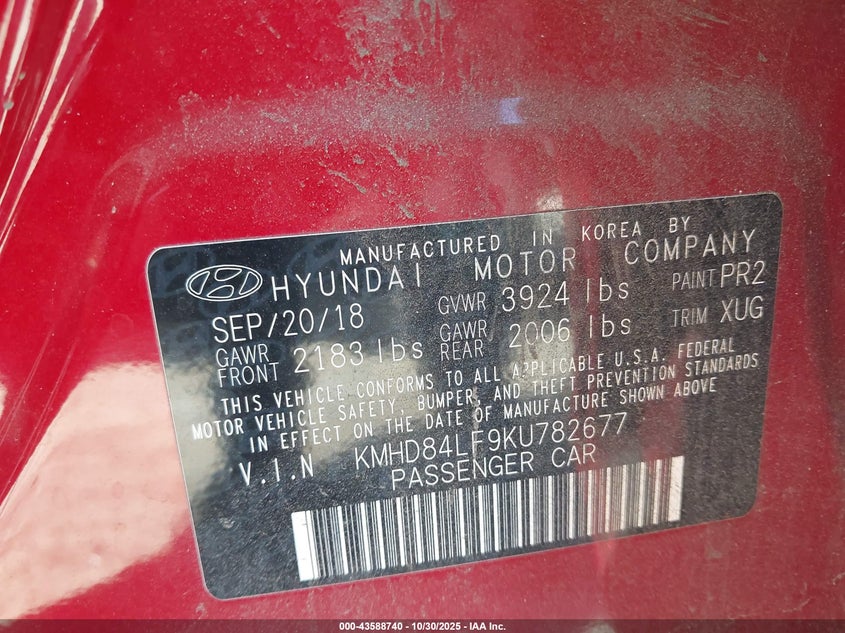 MANUFACTURED IN KOREA BY
HYUNDAI MOTOR COMPANY
SEP/20/18 GVWR 3924 lbs PAINT PR2
GAWR FRONT 2183 lbs GAWR REAR 2006 lbs TRIM XUG
THIS VEHICLE CONFORMS TO ALL APPLICABLE U.S.A. FEDERAL
MOTOR VEHICLE SAFETY, BUMPER, AND THEFT PREVENTION STANDARDS
IN EFFECT ON THE DATE OF MANUFACTURE SHOWN ABOVE
V.I.N KMHD84LF9KU782677
PASSENGER CAR
000-43588740 - 10/30/2025 - IAA Inc.